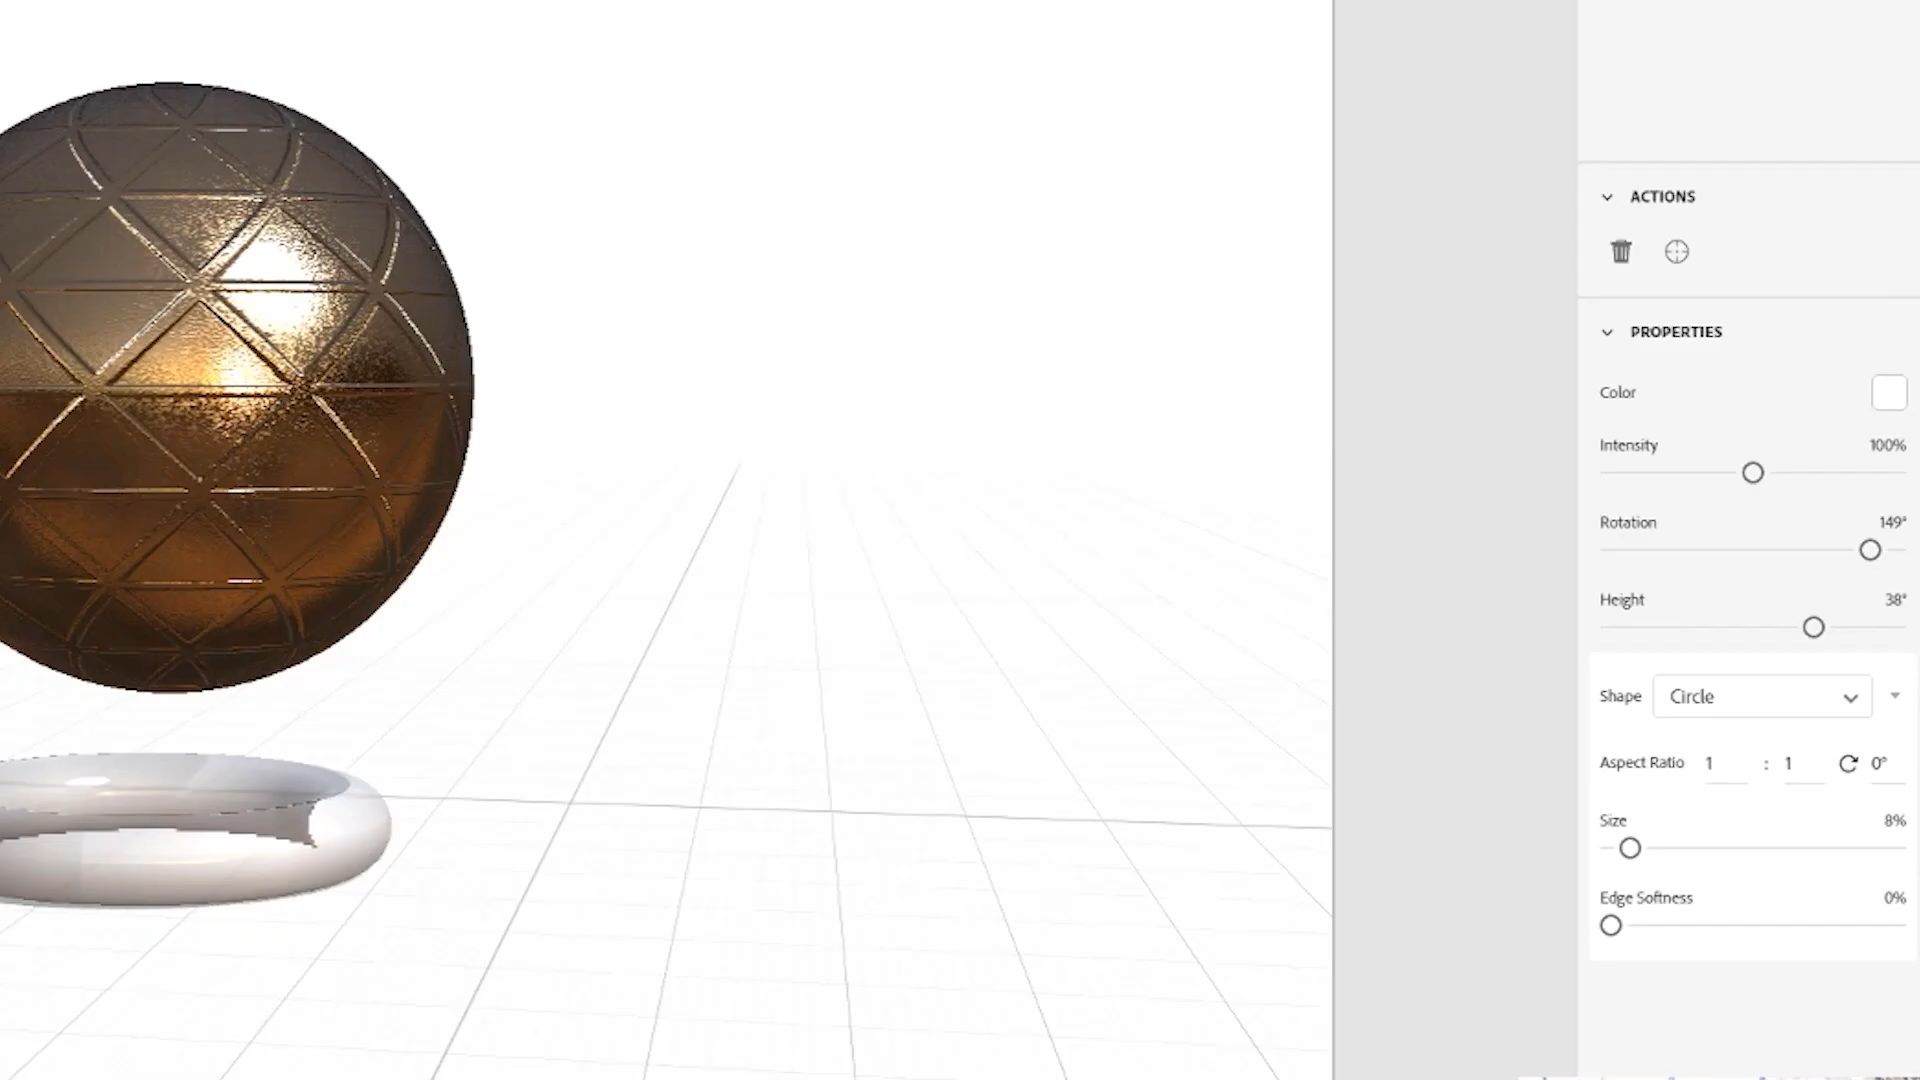 ACTIONS
PROPERTIES
Color
Intensity 100%
Rotation 149°
Height 38°
Shape Circle
Aspect Ratio 1 : 1 0°
Size 8%
Edge Softness 0%